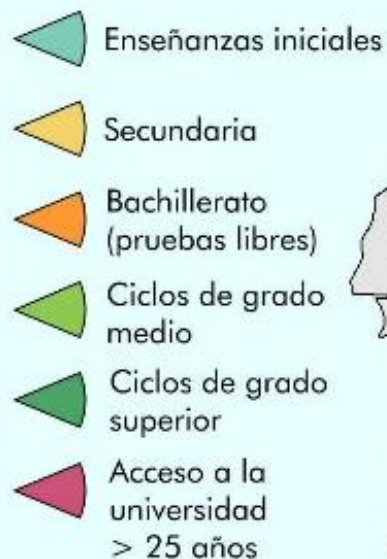 Enseñanzas iniciales
Secundaria
Bachillerato
(pruebas libres)
Ciclos de grado
medio
Ciclos de grado
superior
Acceso a la
universidad
> 25 años